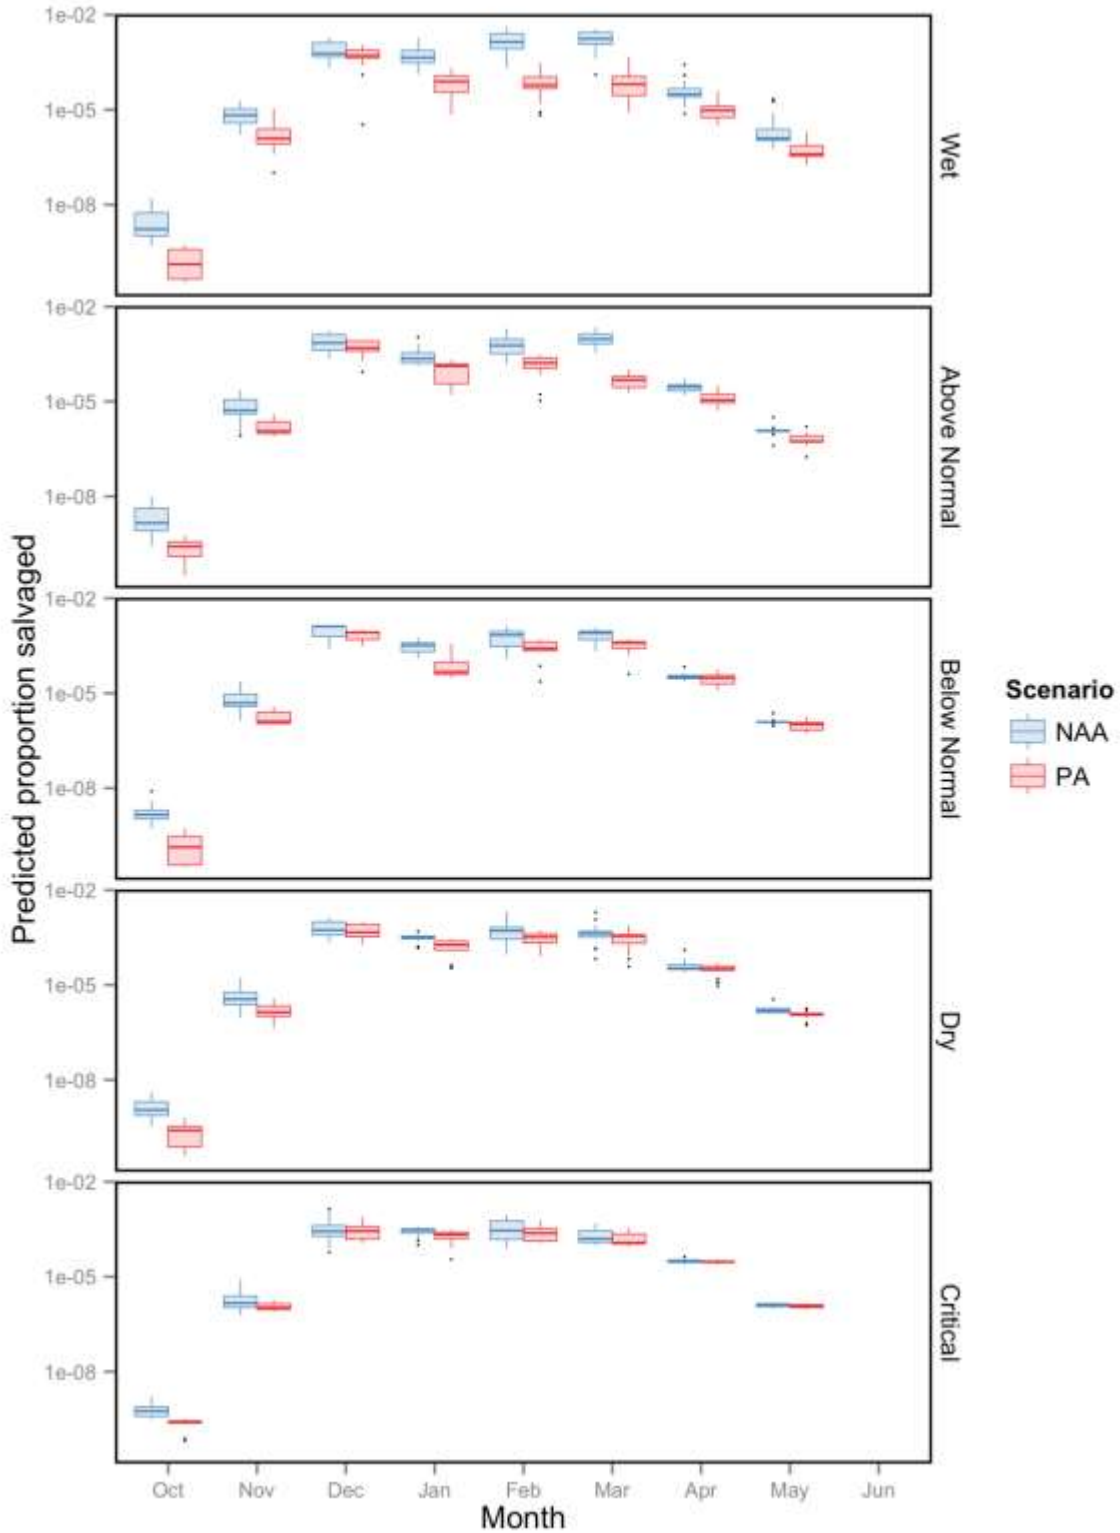 Predicted proportion salvaged
1e-02
1e-05
1e-08
Wet
1e-02
1e-05
1e-08
Above Normal
1e-02
1e-05
1e-08
Below Normal
1e-02
1e-05
1e-08
Dry
1e-02
1e-05
1e-08
Critical
Oct Nov Dec Jan Feb Mar Apr May Jun
Month
Scenario
NAA
PA